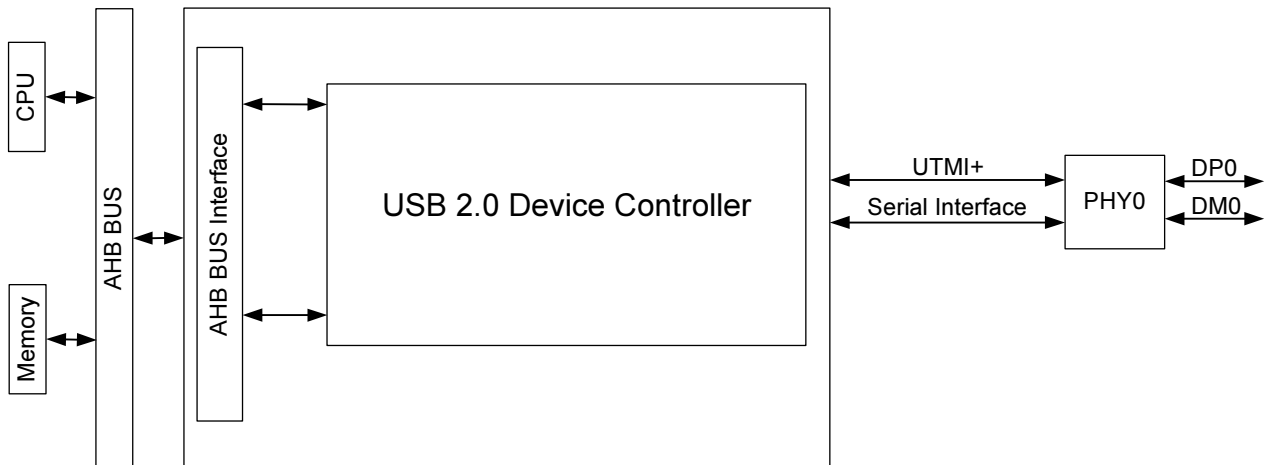 CPU
Memory
AHB BUS
AHB BUS Interface
USB 2.0 Device Controller
UTMI+
Serial Interface
PHY0
DP0
DM0